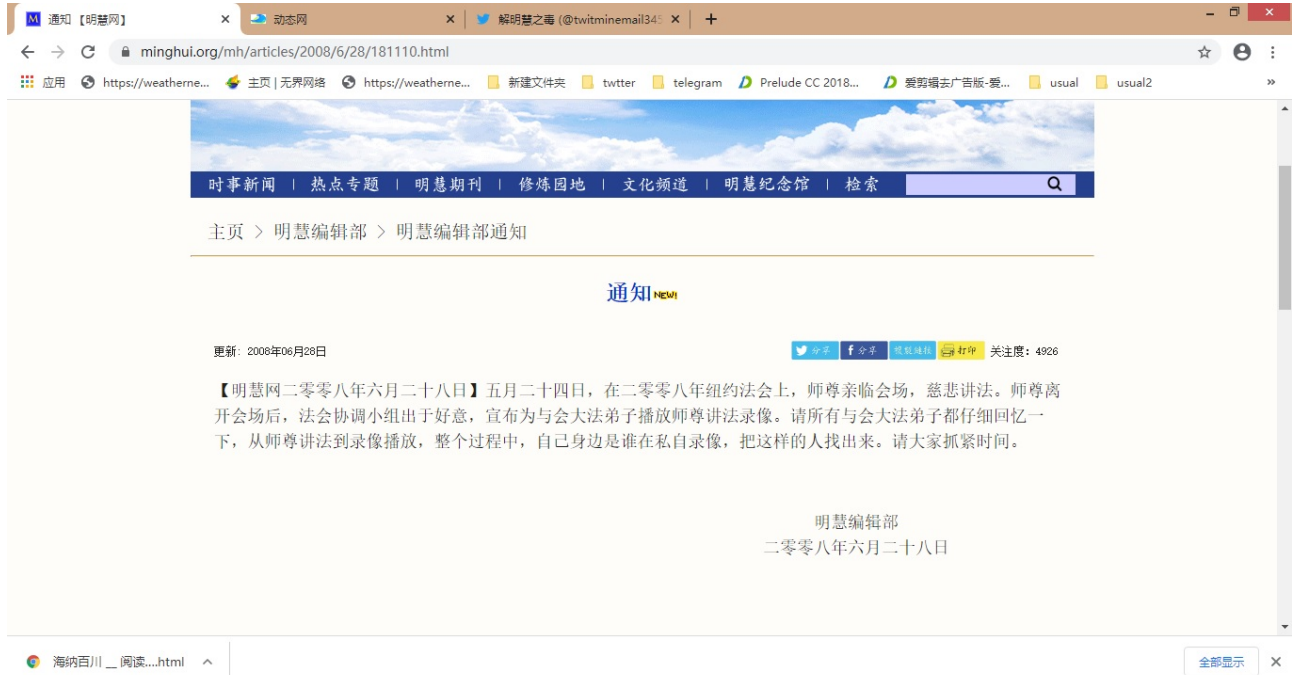 通知【明慧网】 × 动态网 × 解明慧之毒 (@twitminemail345 × +
minghui.org/mh/articles/2008/6/28/181110.html
应用 https://weatherne... 主页 | 无界网络 https://weatherne... 新建文件夹 twtter telegram Prelude CC 2018... 爱剪辑去广告版-爱... usual usual2 »
时事新闻 | 热点专题 | 明慧期刊 | 修炼园地 | 文化频道 | 明慧纪念馆 | 检索
主页 > 明慧编辑部 > 明慧编辑部通知
通知 NEW!
更新: 2008年06月28日 分享 f 分享 打印 关注度: 4926
【明慧网二零零八年六月二十八日】五月二十四日，在二零零八年纽约法会上，师尊亲临会场，慈悲讲法。师尊离
开会场后，法会协调小组出于好意，宣布为与会大法弟子播放师尊讲法录像。请所有与会大法弟子都仔细回忆一
下，从师尊讲法到录像播放，整个过程中，自己身边是谁在私自录像，把这样的人找出来。请大家抓紧时间。
明慧编辑部
二零零八年六月二十八日
海纳百川 __ 阅读....html 全部显示 ×